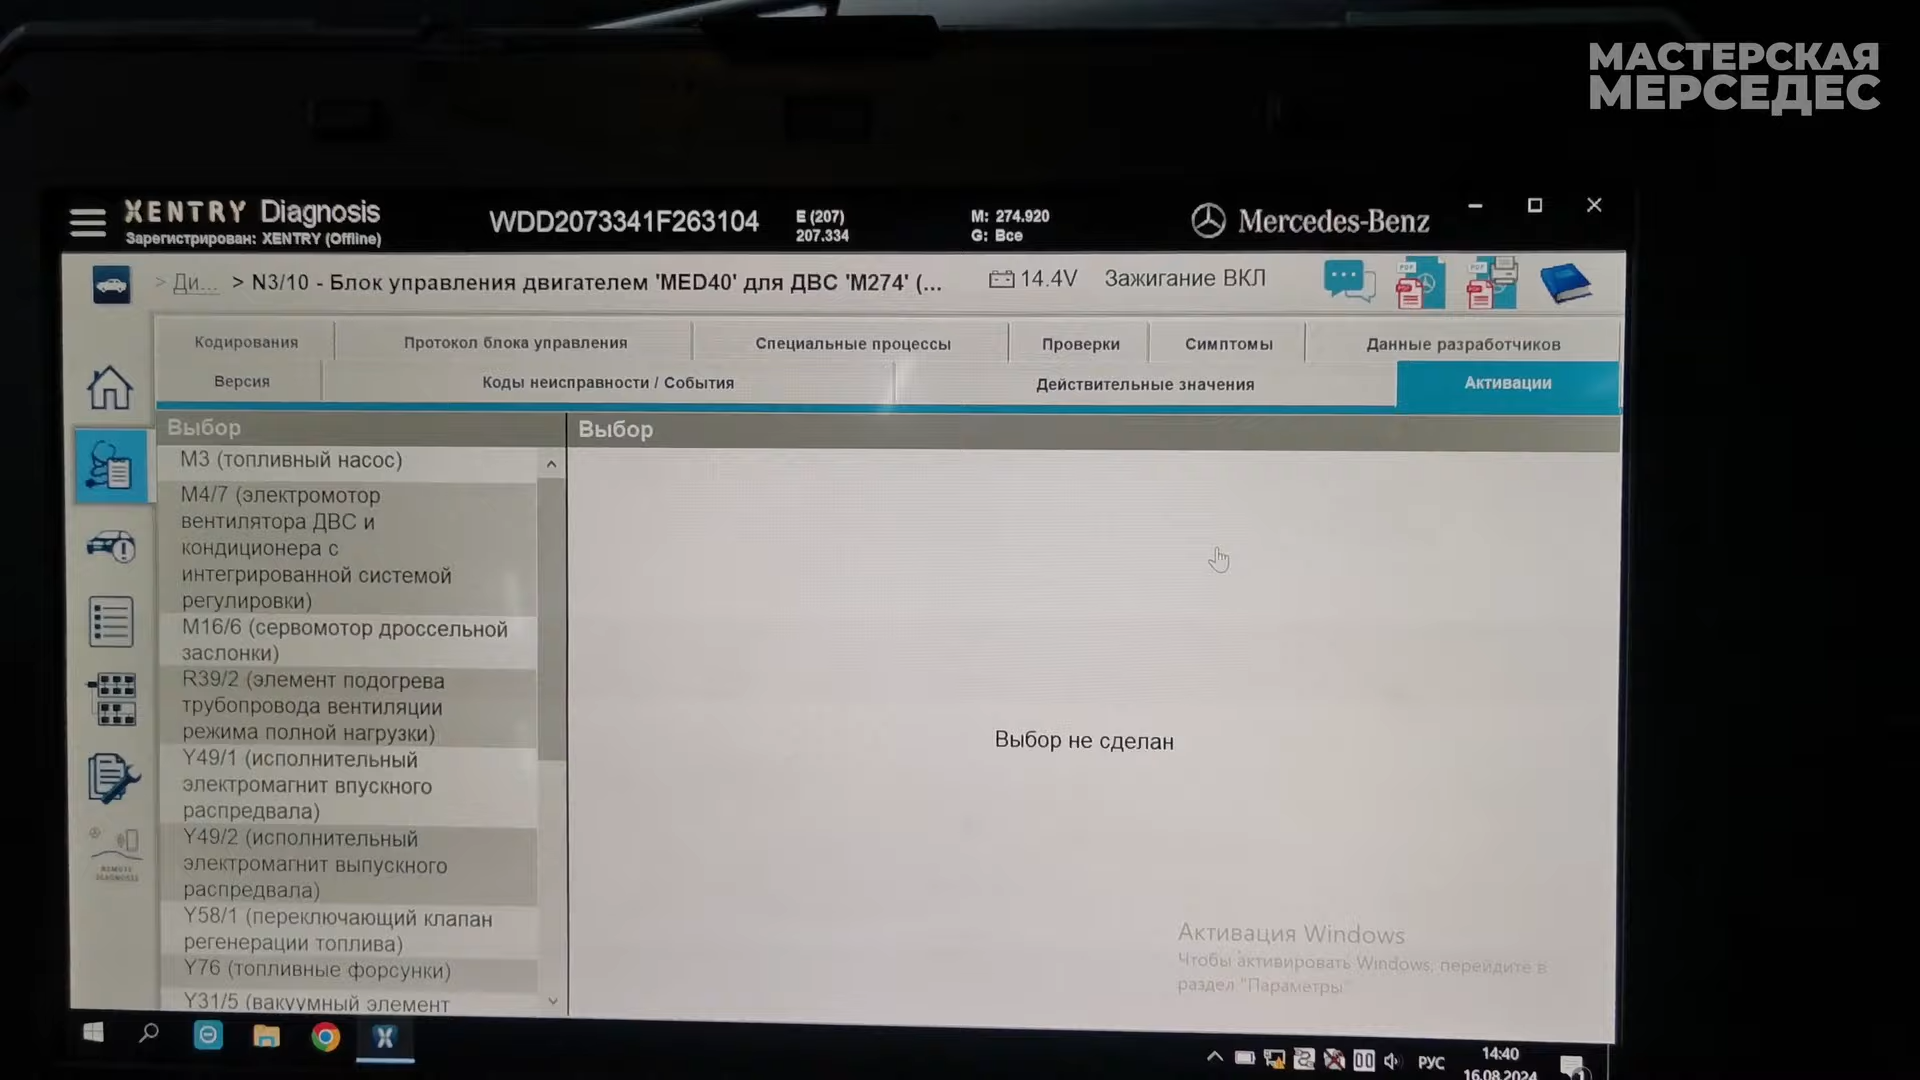 МАСТЕРСКАЯ
МЕРСЕДЕС
XENTRY Diagnosis
Зарегистрирован: XENTRY (Offline)
WDD2073341F263104
E (207)
207.334
M: 274.920
G: Все
Mercedes-Benz
> Ди... > N3/10 - Блок управления двигателем 'MED40' для ДВС 'M274' (...
14.4V
Зажигание ВКЛ
Кодирования
Протокол блока управления
Специальные процессы
Проверки
Симптомы
Данные разработчиков
Версия
Коды неисправности / События
Действительные значения
Активации
Выбор
Выбор
M3 (топливный насос)
M4/7 (электромотор
вентилятора ДВС и
кондиционера с
интегрированной системой
регулировки)
M16/6 (сервомотор дроссельной
заслонки)
R39/2 (элемент подогрева
трубопровода вентиляции
режима полной нагрузки)
Y49/1 (исполнительный
электромагнит впускного
распредвала)
Y49/2 (исполнительный
электромагнит выпускного
распредвала)
Y58/1 (переключающий клапан
регенерации топлива)
Y76 (топливные форсунки)
Y31/5 (вакуумный элемент
Выбор не сделан
REMOTE
DIAGNOSIS
Активация Windows
Чтобы активировать Windows, перейдите в
раздел "Параметры"
РУС
14:40
16.08.2024